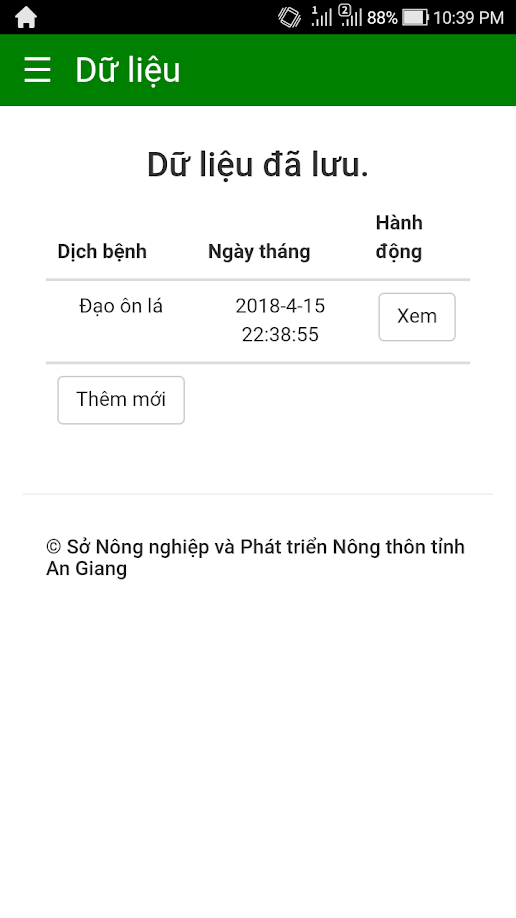 1 2 88% 10:39 PM
☰ Dữ liệu
Dữ liệu đã lưu.
Dịch bệnh Ngày tháng Hành động
Đạo ôn lá 2018-4-15 Xem
22:38:55
Thêm mới
© Sở Nông nghiệp và Phát triển Nông thôn tỉnh
An Giang